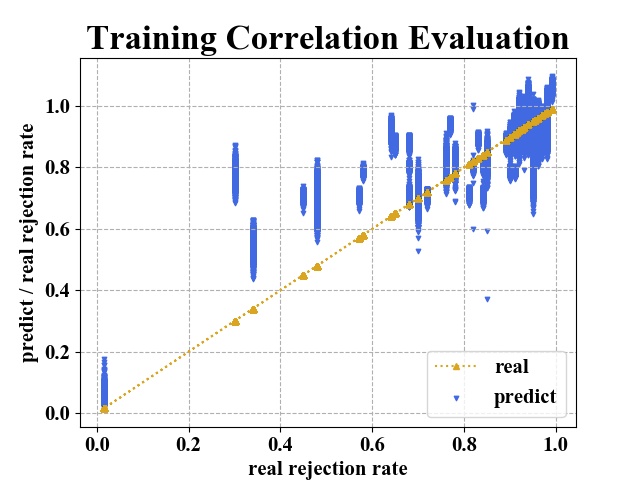 Training Correlation Evaluation
predict / real rejection rate
1.0
0.8
0.6
0.4
0.2
0.0
real
predict
0.0 0.2 0.4 0.6 0.8 1.0
real rejection rate